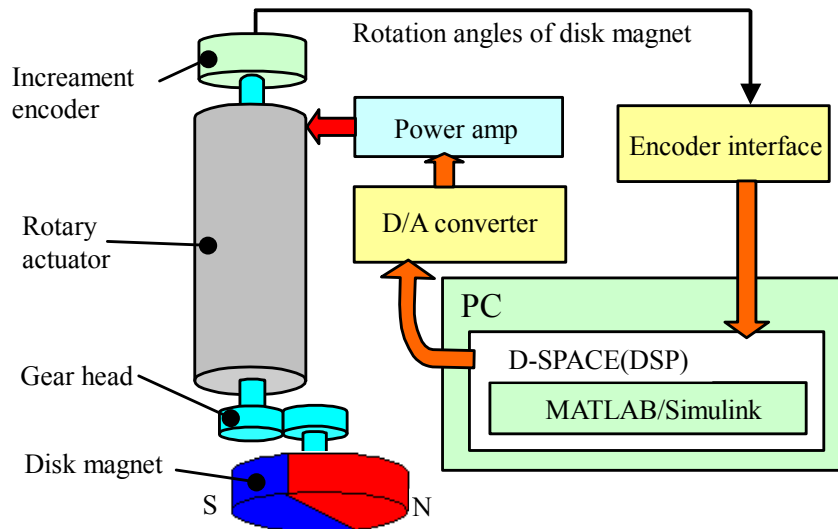 Rotation angles of disk magnet
Increament
encoder
Power amp
Encoder interface
D/A converter
Rotary
actuator
PC
D-SPACE(DSP)
MATLAB/Simulink
Gear head
Disk magnet
S
N